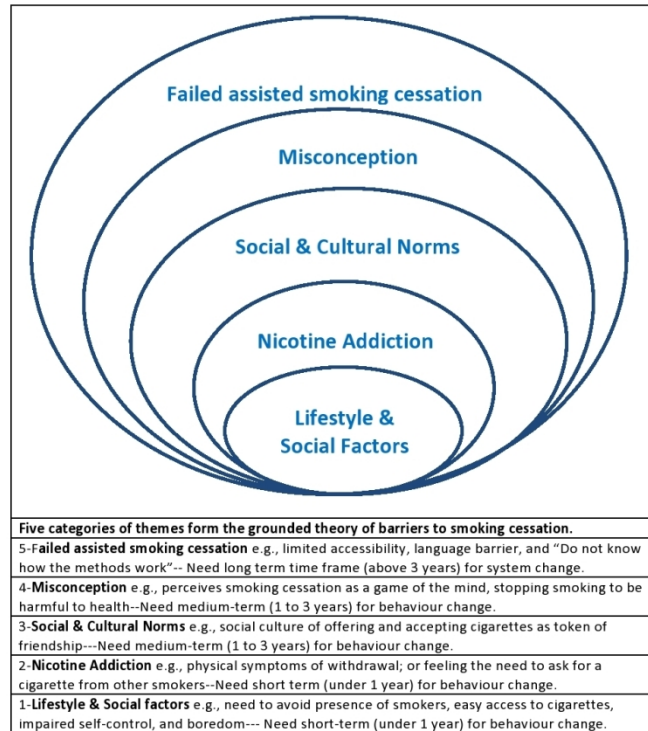 Failed assisted smoking cessation
Misconception
Social & Cultural Norms
Nicotine Addiction
Lifestyle &
Social Factors
Five categories of themes form the grounded theory of barriers to smoking cessation.
5-Failed assisted smoking cessation e.g., limited accessibility, language barrier, and “Do not know
how the methods work”-- Need long term time frame (above 3 years) for system change.
4-Misconception e.g., perceives smoking cessation as a game of the mind, stopping smoking to be
harmful to health--Need medium-term (1 to 3 years) for behaviour change.
3-Social & Cultural Norms e.g., social culture of offering and accepting cigarettes as token of
friendship---Need medium-term (1 to 3 years) for behaviour change.
2-Nicotine Addiction e.g., physical symptoms of withdrawal; or feeling the need to ask for a
cigarette from other smokers--Need short term (under 1 year) for behaviour change.
1-Lifestyle & Social factors e.g., need to avoid presence of smokers, easy access to cigarettes,
impaired self-control, and boredom--- Need short-term (under 1 year) for behaviour change.